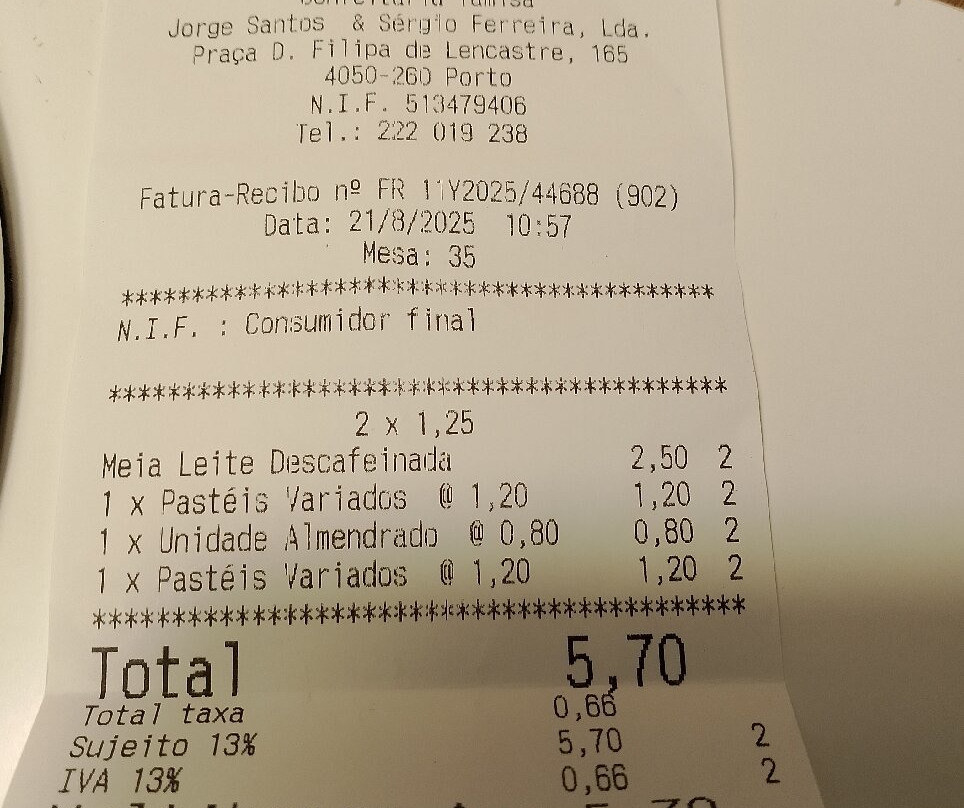 Jorge Santos & Sérgio Ferreira, Lda.
Praça D. Filipa de Lencastre, 165
4050-260 Porto
N.I.F. 513479406
Tel.: 222 019 238
Fatura-Recibo nº FR 11Y2025/44688 (902)
Data: 21/8/2025 10:57
Mesa: 35
******************************************
N.I.F. : Consumidor final
******************************************
2 x 1,25
Meia Leite Descafeinada 2,50 2
1 x Pastéis Variados @ 1,20 1,20 2
1 x Unidade Almendrado @ 0,80 0,80 2
1 x Pastéis Variados @ 1,20 1,20 2
******************************************
Total 5,70
Total taxa 0,66
Sujeito 13% 5,70 2
IVA 13% 0,66 2